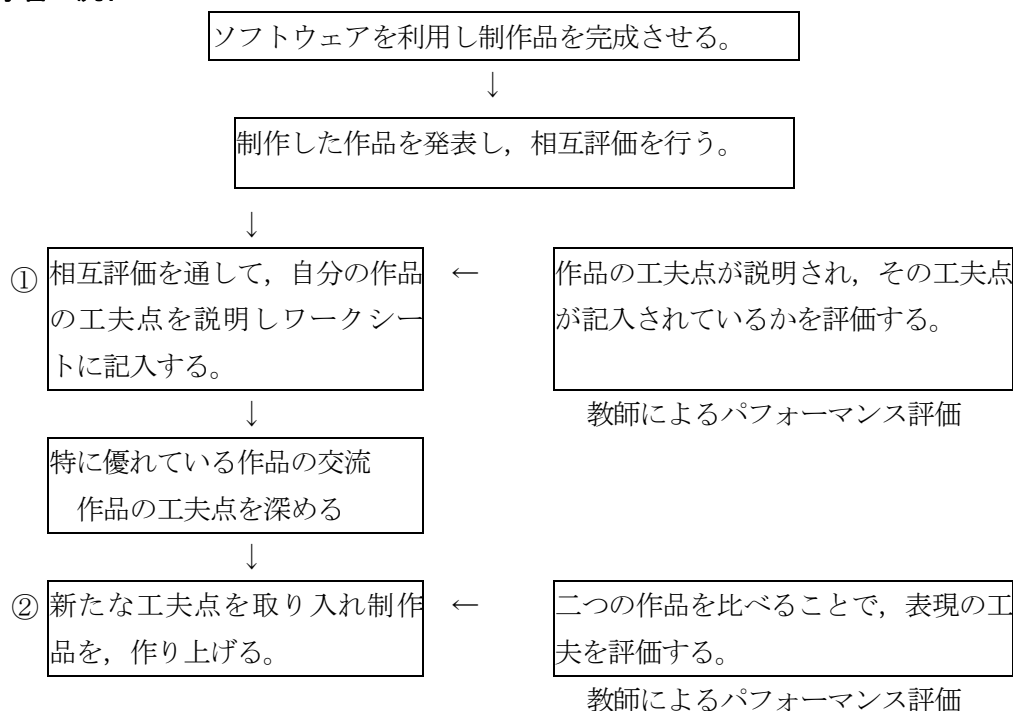 ソフトウェアを利用し制作品を完成させる。
↓
制作した作品を発表し，相互評価を行う。
↓
① 相互評価を通して，自分の作品
の工夫点を説明しワークシー
トに記入する。
←
作品の工夫点が説明され，その工夫点
が記入されているかを評価する。
教師によるパフォーマンス評価
↓
特に優れている作品の交流
作品の工夫点を深める
↓
② 新たな工夫点を取り入れ制作
品を，作り上げる。
←
二つの作品を比べることで，表現の工
夫を評価する。
教師によるパフォーマンス評価